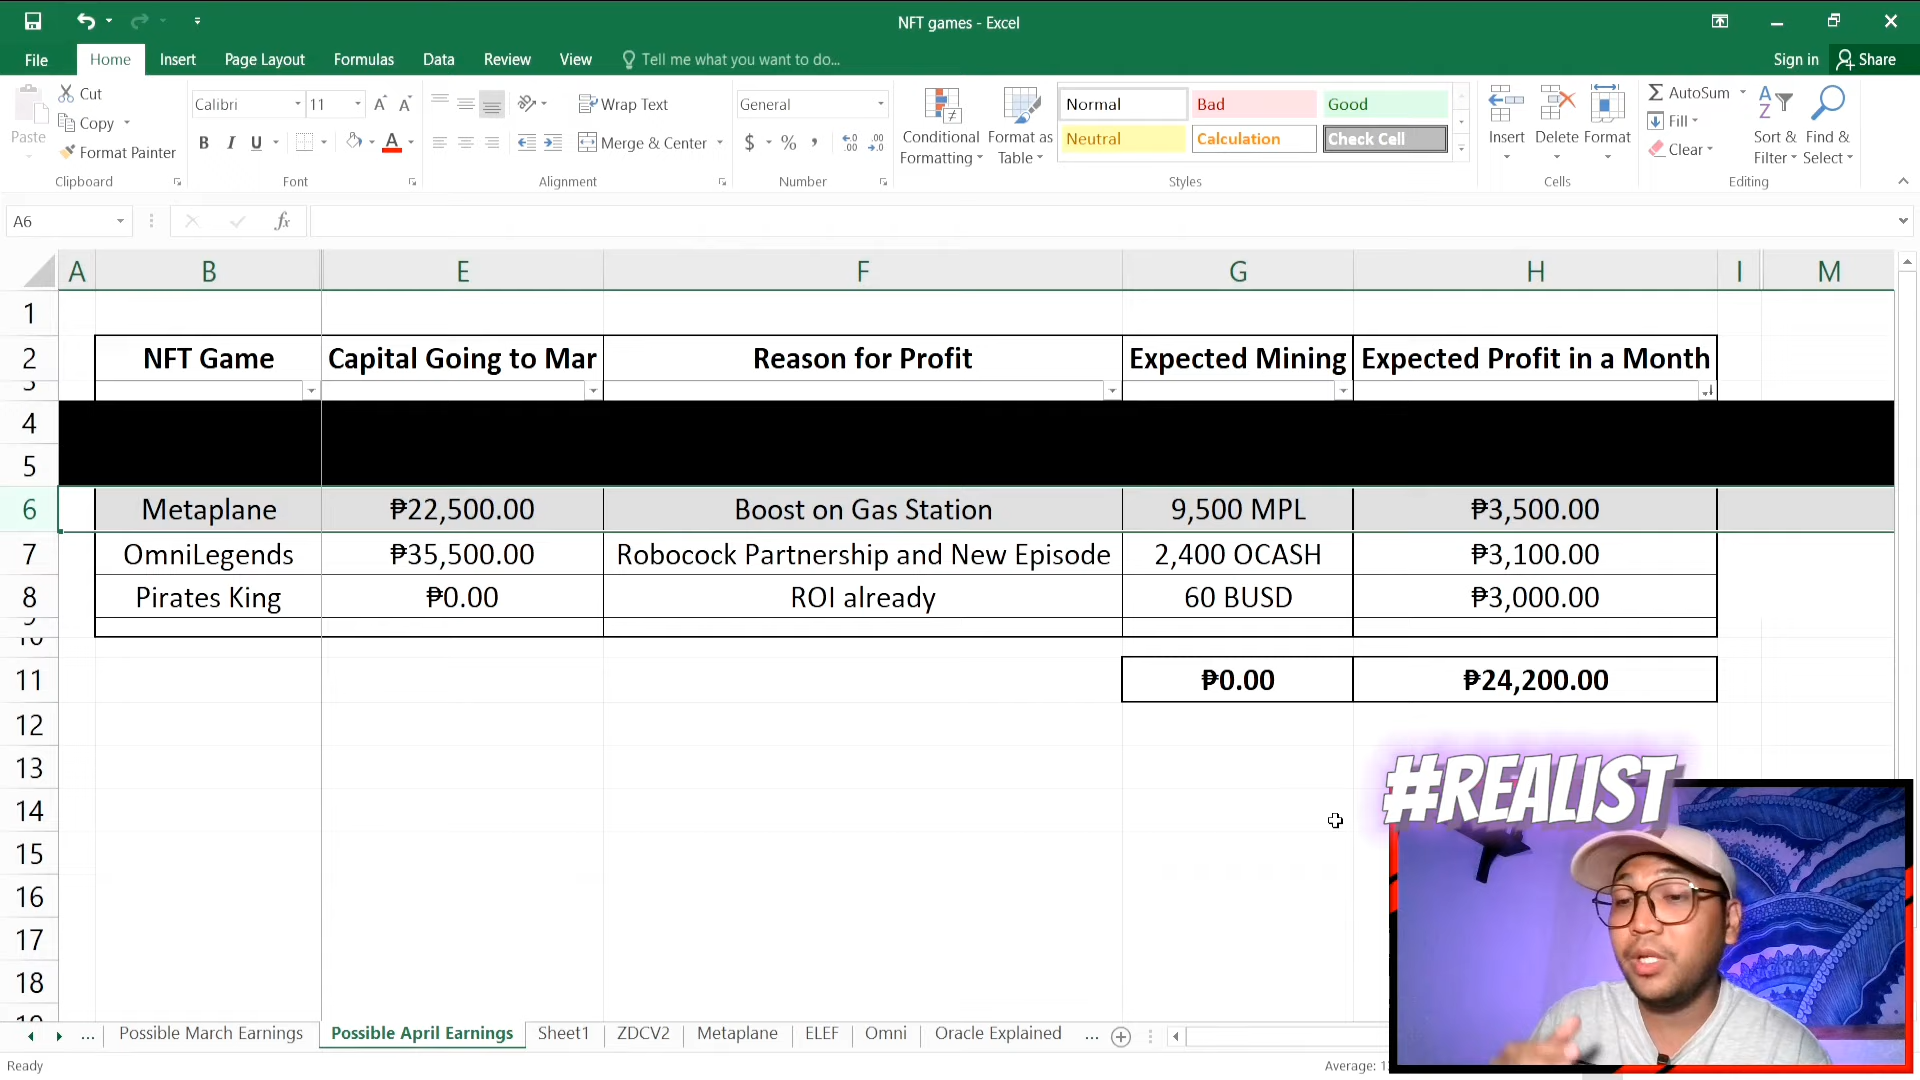 NFT games - Excel
File Home Insert Page Layout Formulas Data Review View Tell me what you want to do... Sign in Share
Cut
Copy
Format Painter
Paste
Clipboard
Calibri 11
B I U
Font
Wrap Text
Merge & Center
Alignment
General
$ % ,
Number
Conditional Formatting
Format as Table
Normal Bad Good
Neutral Calculation Check Cell
Styles
Insert Delete Format
Cells
AutoSum
Fill
Clear
Sort & Filter
Find & Select
Editing
A6 fx
A B E F G H I M
1
2 NFT Game Capital Going to Mar Reason for Profit Expected Mining Expected Profit in a Month
4
5
6 Metaplane ₱22,500.00 Boost on Gas Station 9,500 MPL ₱3,500.00
7 OmniLegends ₱35,500.00 Robocock Partnership and New Episode 2,400 OCASH ₱3,100.00
8 Pirates King ₱0.00 ROI already 60 BUSD ₱3,000.00
11 ₱0.00 ₱24,200.00
12
13
14
15
16
17
18
#REALIST
... Possible March Earnings Possible April Earnings Sheet1 ZDCV2 Metaplane ELEF Omni Oracle Explained ...
Ready Average: